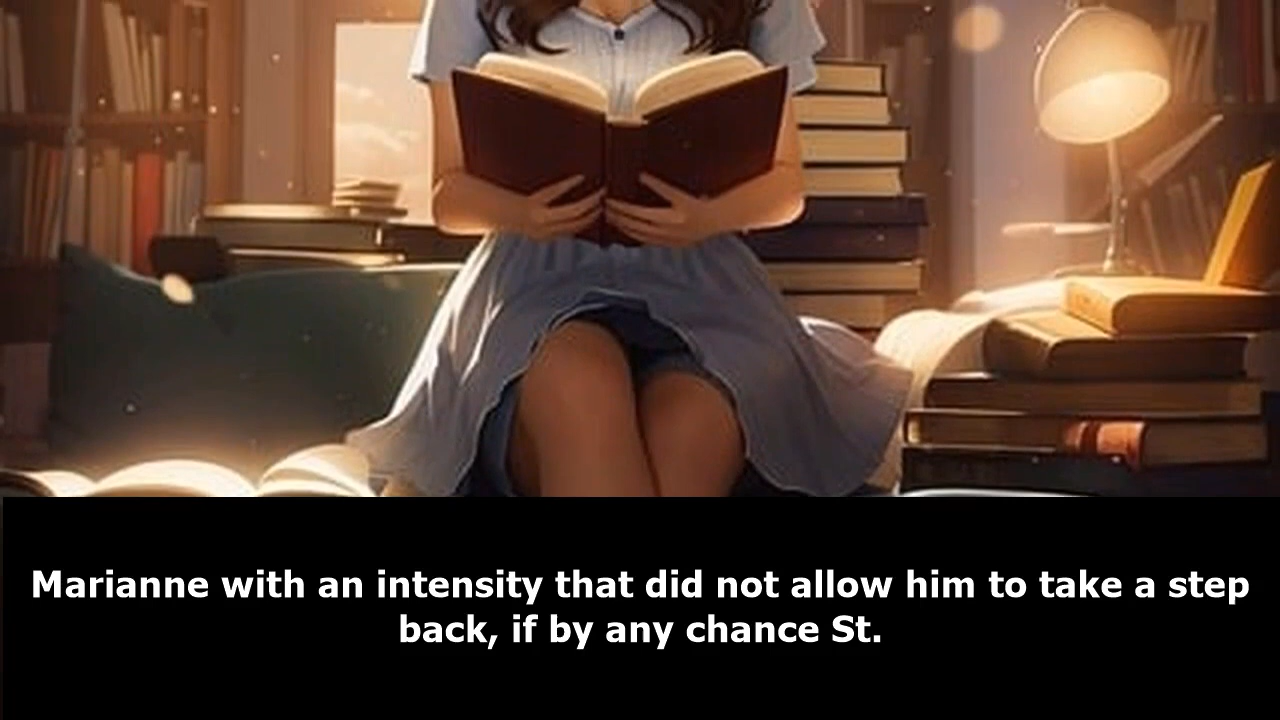 Marianne with an intensity that did not allow him to take a step
back, if by any chance St.